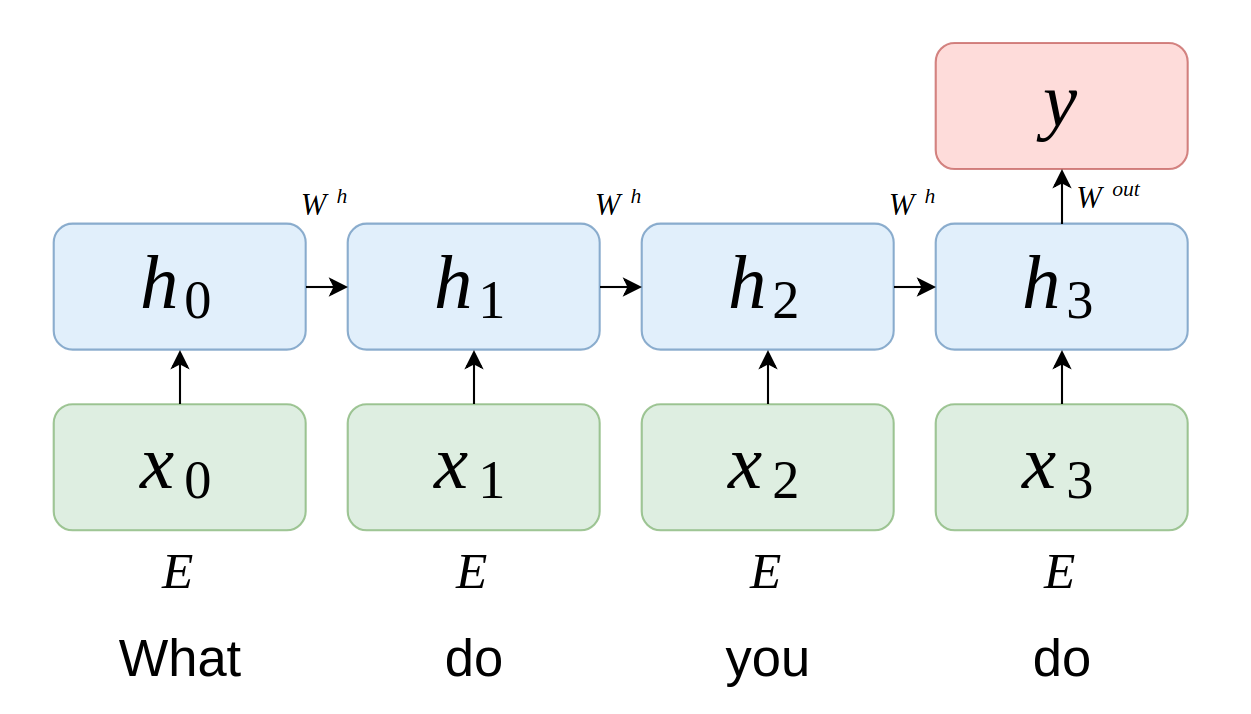 y
W^h W^h W^h W^out
h_0 h_1 h_2 h_3
x_0 x_1 x_2 x_3
E E E E
What do you do